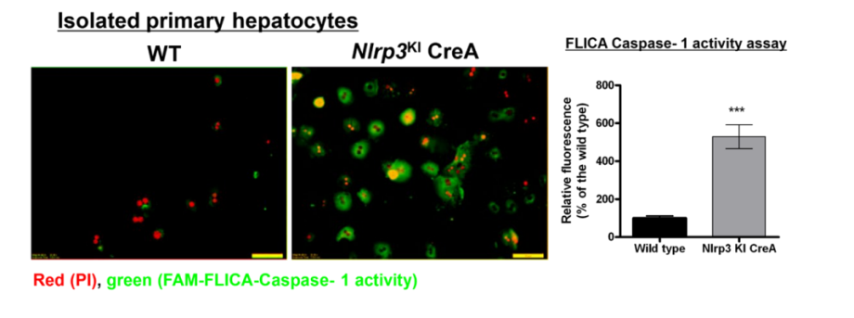 Isolated primary hepatocytes
WT
Nlrp3KI CreA
FLICA Caspase- 1 activity assay
Relative fluorescence
(% of the wild type)
800
600
400
200
0
***
Wild type
Nlrp3 KI CreA
Red (PI), green (FAM-FLICA-Caspase- 1 activity)